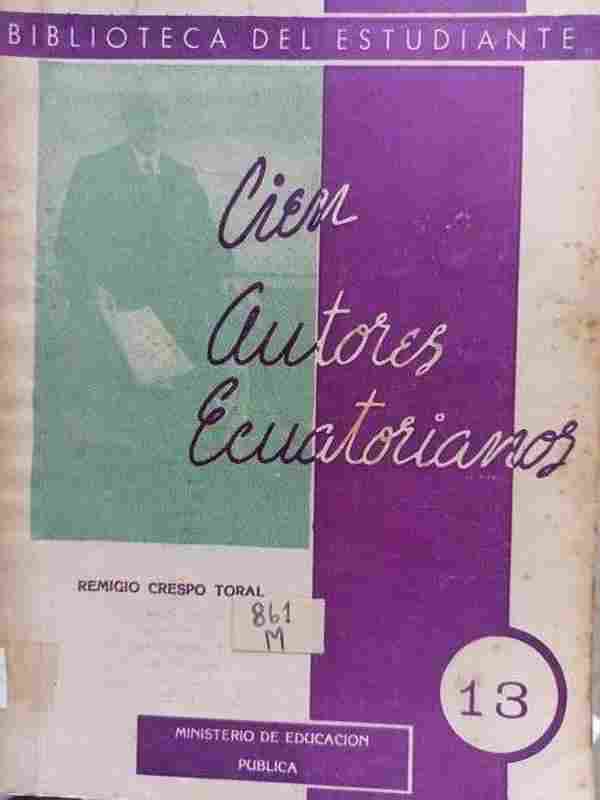 BIBLIOTECA DEL ESTUDIANTE
Cien
Autores
Ecuatorianos
REMIGIO CRESPO TORAL
861
M
13
MINISTERIO DE EDUCACION
PUBLICA